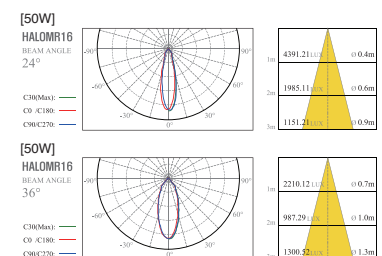 [50W]
HALOMR16
BEAM ANGLE
24°
C30(Max):
C0 /C180:
C90/C270:
-90° 90°
-60° 60°
-30° 30°
0°
4391.21LUX Ø 0.4m
1m
1985.11LUX Ø 0.6m
2m
1151.21LUX Ø 0.9m
3m
[50W]
HALOMR16
BEAM ANGLE
36°
C30(Max):
C0 /C180:
C90/C270:
-90° 90°
-60° 60°
-30° 30°
0°
2210.12LUX Ø 0.7m
1m
987.29LUX Ø 1.0m
2m
1300.52LUX Ø 1.3m
3m